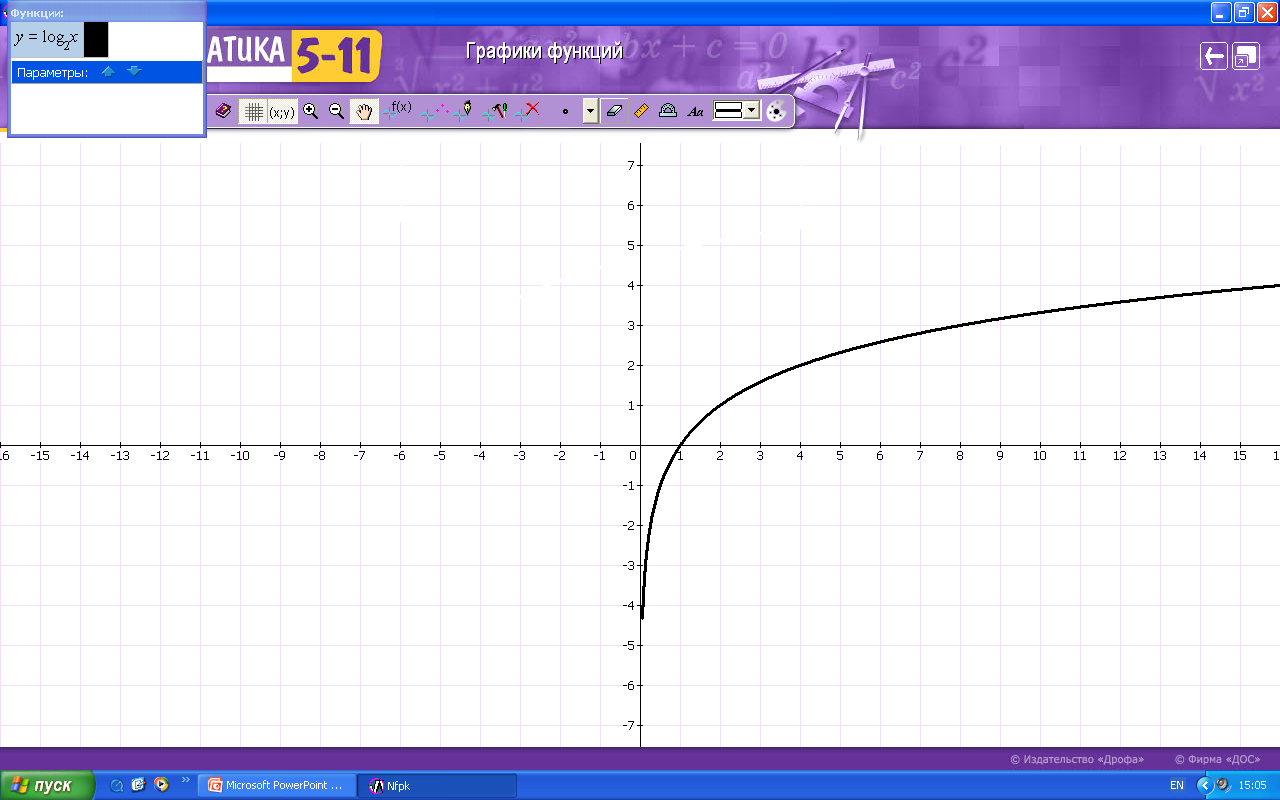 Функции:
y = log₂x
Параметры:
АТИКА 5-11
Графики функций
(x;y)
f(x)
Аа
7
6
5
4
3
2
1
-1
-2
-3
-4
-5
-6
-7
-15 -14 -13 -12 -11 -10 -9 -8 -7 -6 -5 -4 -3 -2 -1 0 1 2 3 4 5 6 7 8 9 10 11 12 13 14 15
© Издательство «Дрофа» © Фирма «ДОС»
пуск
Microsoft PowerPoint ...
Nfpk
EN
15:05